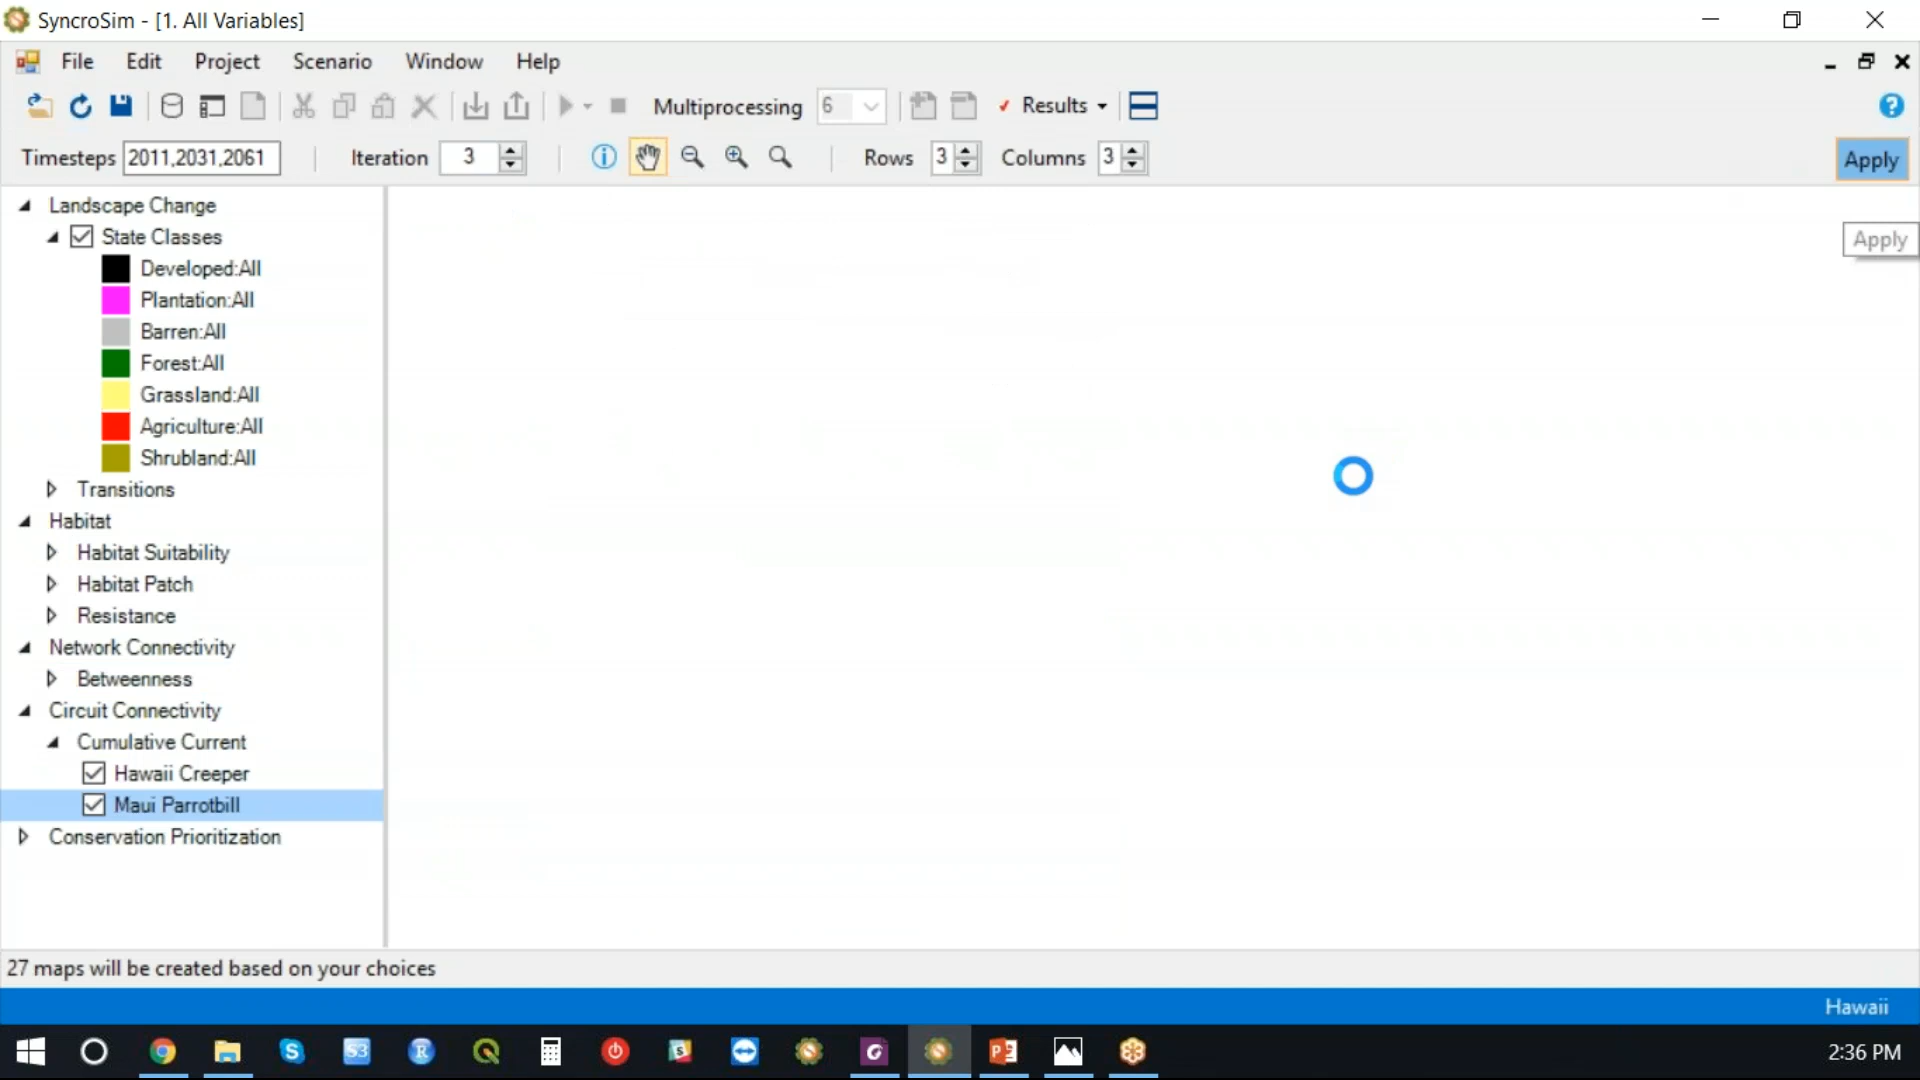 SyncroSim - [1. All Variables]
File Edit Project Scenario Window Help
Multiprocessing 6 Results
Timesteps 2011,2031,2061 Iteration 3 Rows 3 Columns 3 Apply
Landscape Change
State Classes
Apply
Developed:All
Plantation:All
Barren:All
Forest:All
Grassland:All
Agriculture:All
Shrubland:All
Transitions
Habitat
Habitat Suitability
Habitat Patch
Resistance
Network Connectivity
Betweenness
Circuit Connectivity
Cumulative Current
Hawaii Creeper
Maui Parrotbill
Conservation Prioritization
27 maps will be created based on your choices
Hawaii
2:36 PM